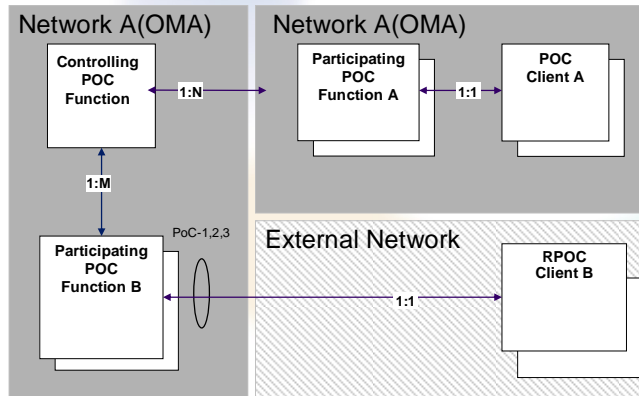 Network A(OMA)
Controlling
POC
Function
1:N
1:M
Participating
POC
Function B
PoC-1,2,3
Network A(OMA)
Participating
POC
Function A
1:1
POC
Client A
External Network
RPOC
Client B
1:1